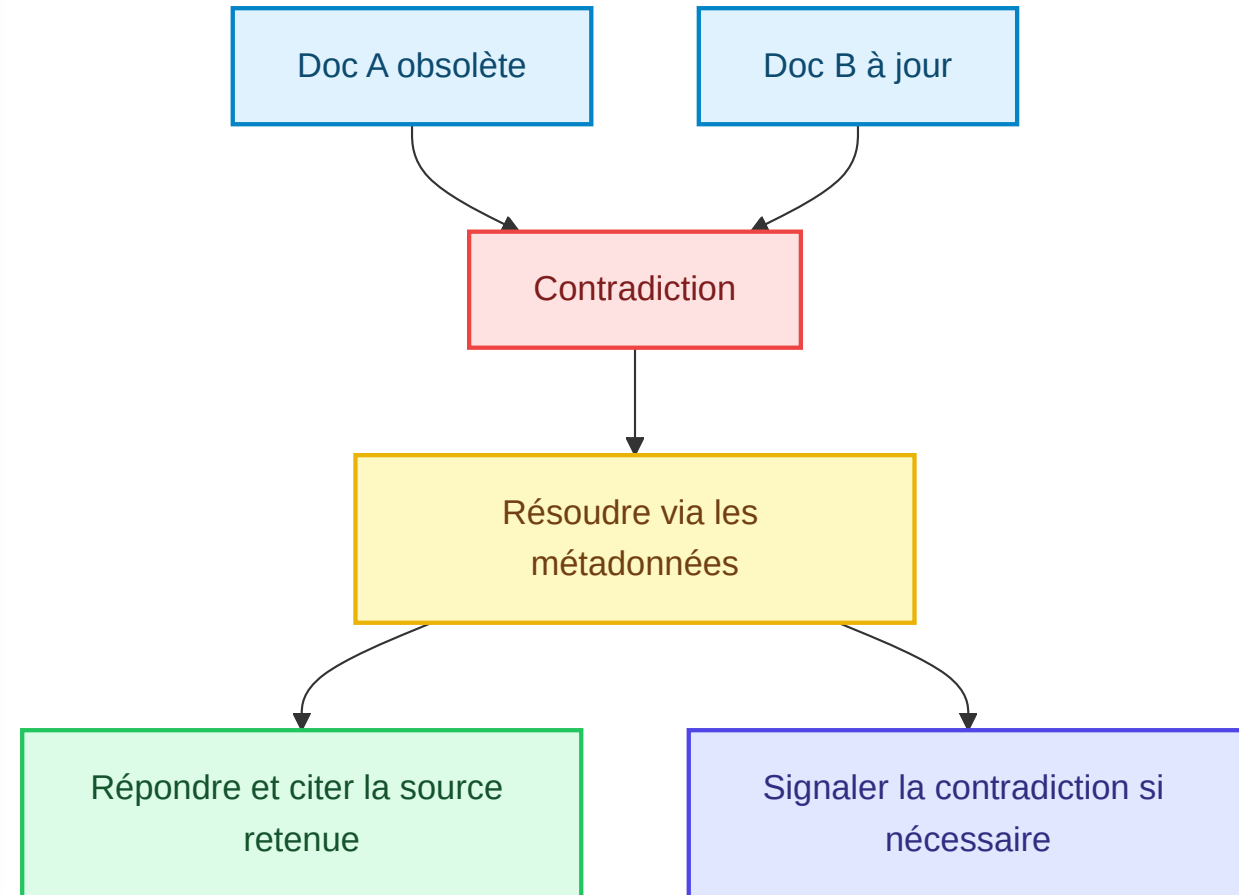 Doc A obsolète
Doc B à jour
Contradiction
Résoudre via les
métadonnées
Répondre et citer la source
retenue
Signaler la contradiction si
nécessaire